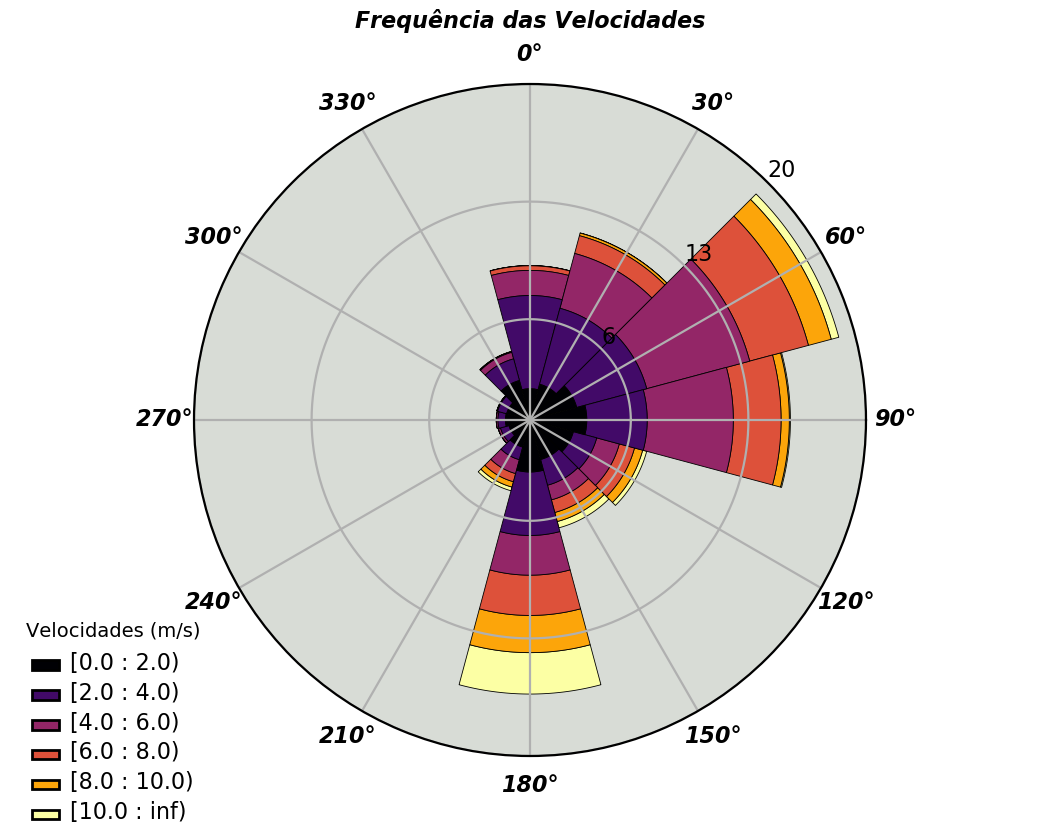 Frequência das Velocidades
0°
330°
30°
20
300°
60°
13
6
270°
90°
240°
120°
210°
150°
180°
Velocidades (m/s)
[0.0 : 2.0)
[2.0 : 4.0)
[4.0 : 6.0)
[6.0 : 8.0)
[8.0 : 10.0)
[10.0 : inf)